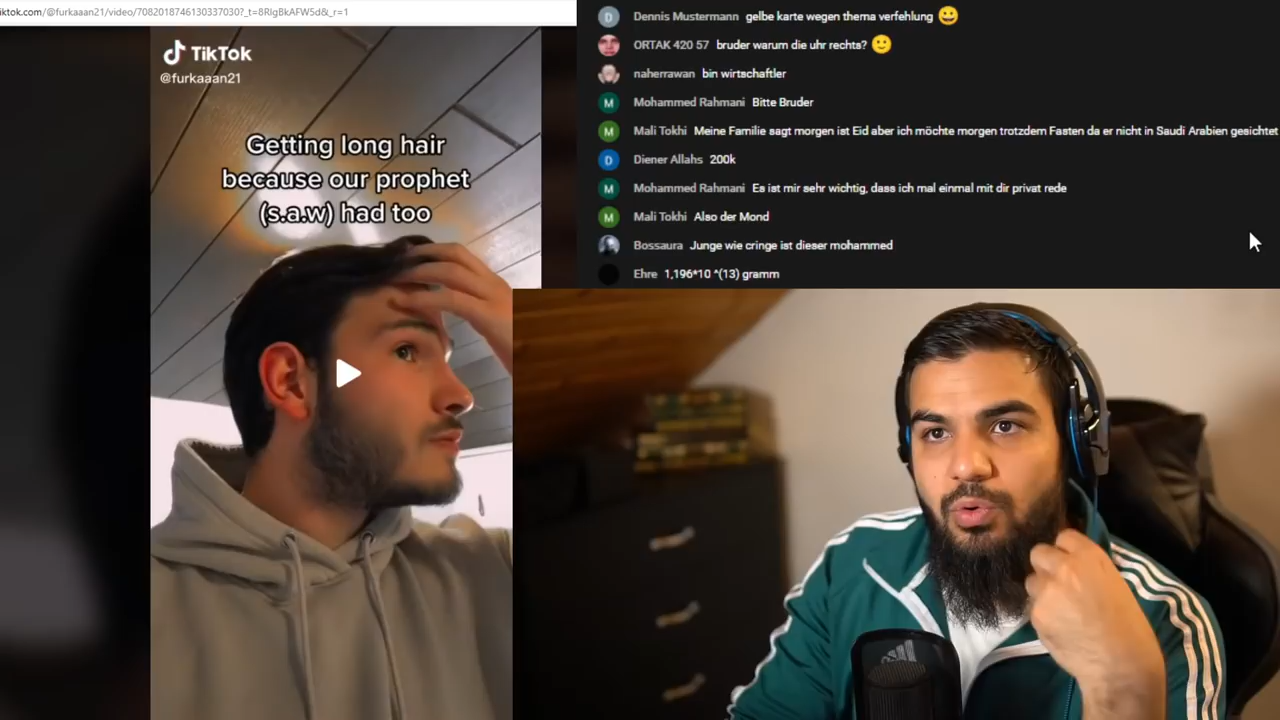 iktok.com/@furkaaan21/video/7082018746130337030?_t=8RlgBkAFW5d&_r=1
TikTok
@furkaaan21
Getting long hair
because our prophet
(s.a.w) had too
D Dennis Mustermann gelbe karte wegen thema verfehlung 😀
ORTAK 420 57 bruder warum die uhr rechts? 🙂
naherrawan bin wirtschaftler
M Mohammed Rahmani Bitte Bruder
M Mali Tokhi Meine Familie sagt morgen ist Eid aber ich möchte morgen trotzdem Fasten da er nicht in Saudi Arabien gesichtet
D Diener Allahs 200k
M Mohammed Rahmani Es ist mir sehr wichtig, dass ich mal einmal mit dir privat rede
M Mali Tokhi Also der Mond
Bossaura Junge wie cringe ist dieser mohammed
Ehre 1,196*10 ^(13) gramm